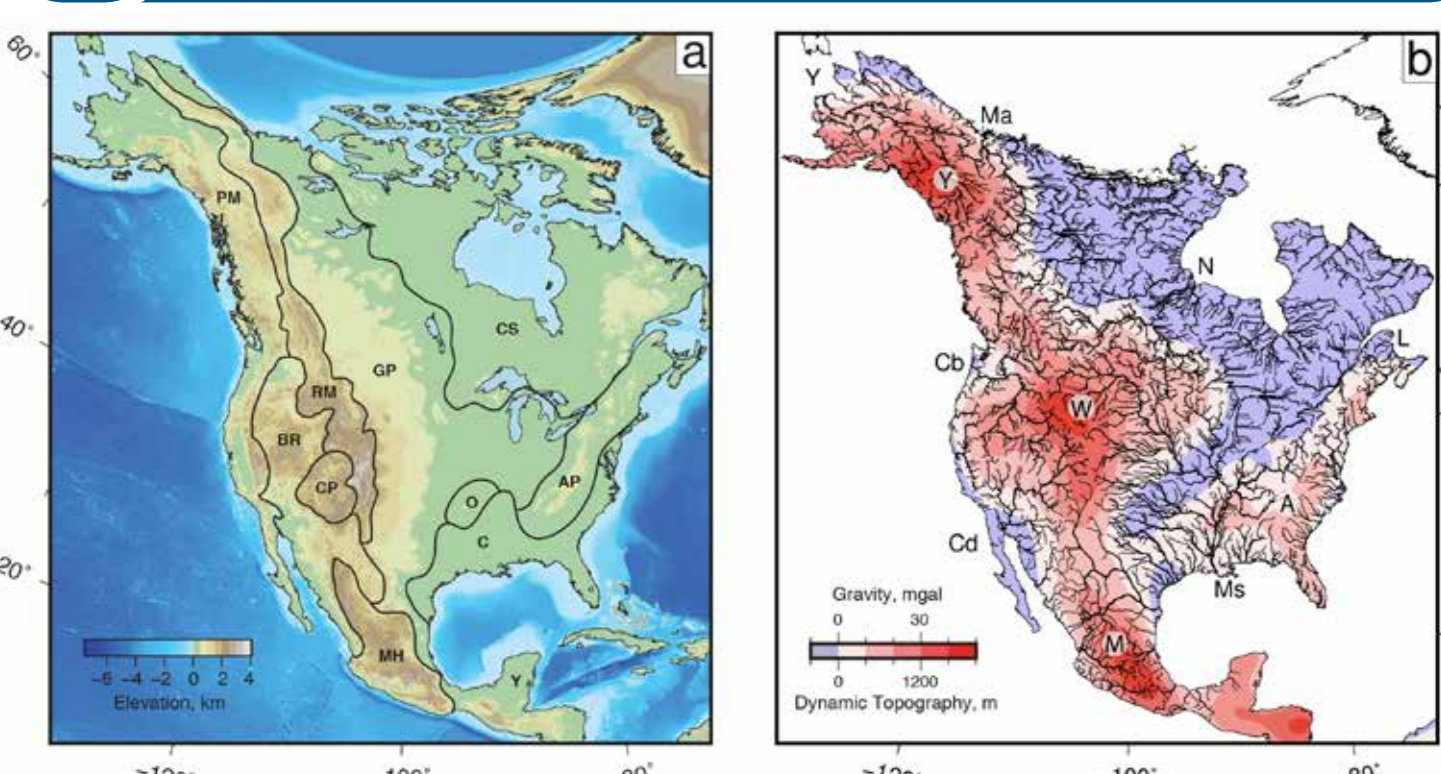 a
60°
40°
20°
PM
CS
GP
RM
BR
CP
O
AP
C
MH
Y
-6 -4 -2 0 2 4
Elevation, km
100°
b
Y
Ma
Y
N
L
Cb
W
A
Cd
Ms
M
Gravity, mgal
0 30
0 1200
Dynamic Topography, m
100°